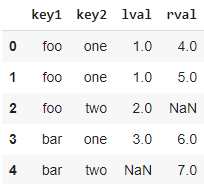 key1 key2 lval rval
0 foo one 1.0 4.0
1 foo one 1.0 5.0
2 foo two 2.0 NaN
3 bar one 3.0 6.0
4 bar two NaN 7.0